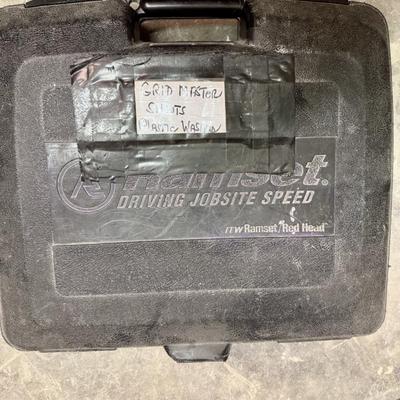 GRID MASTER
SHOTS
PLASTIC WASHER
Ramset®
DRIVING JOBSITE SPEED
ITW Ramset/Red Head®